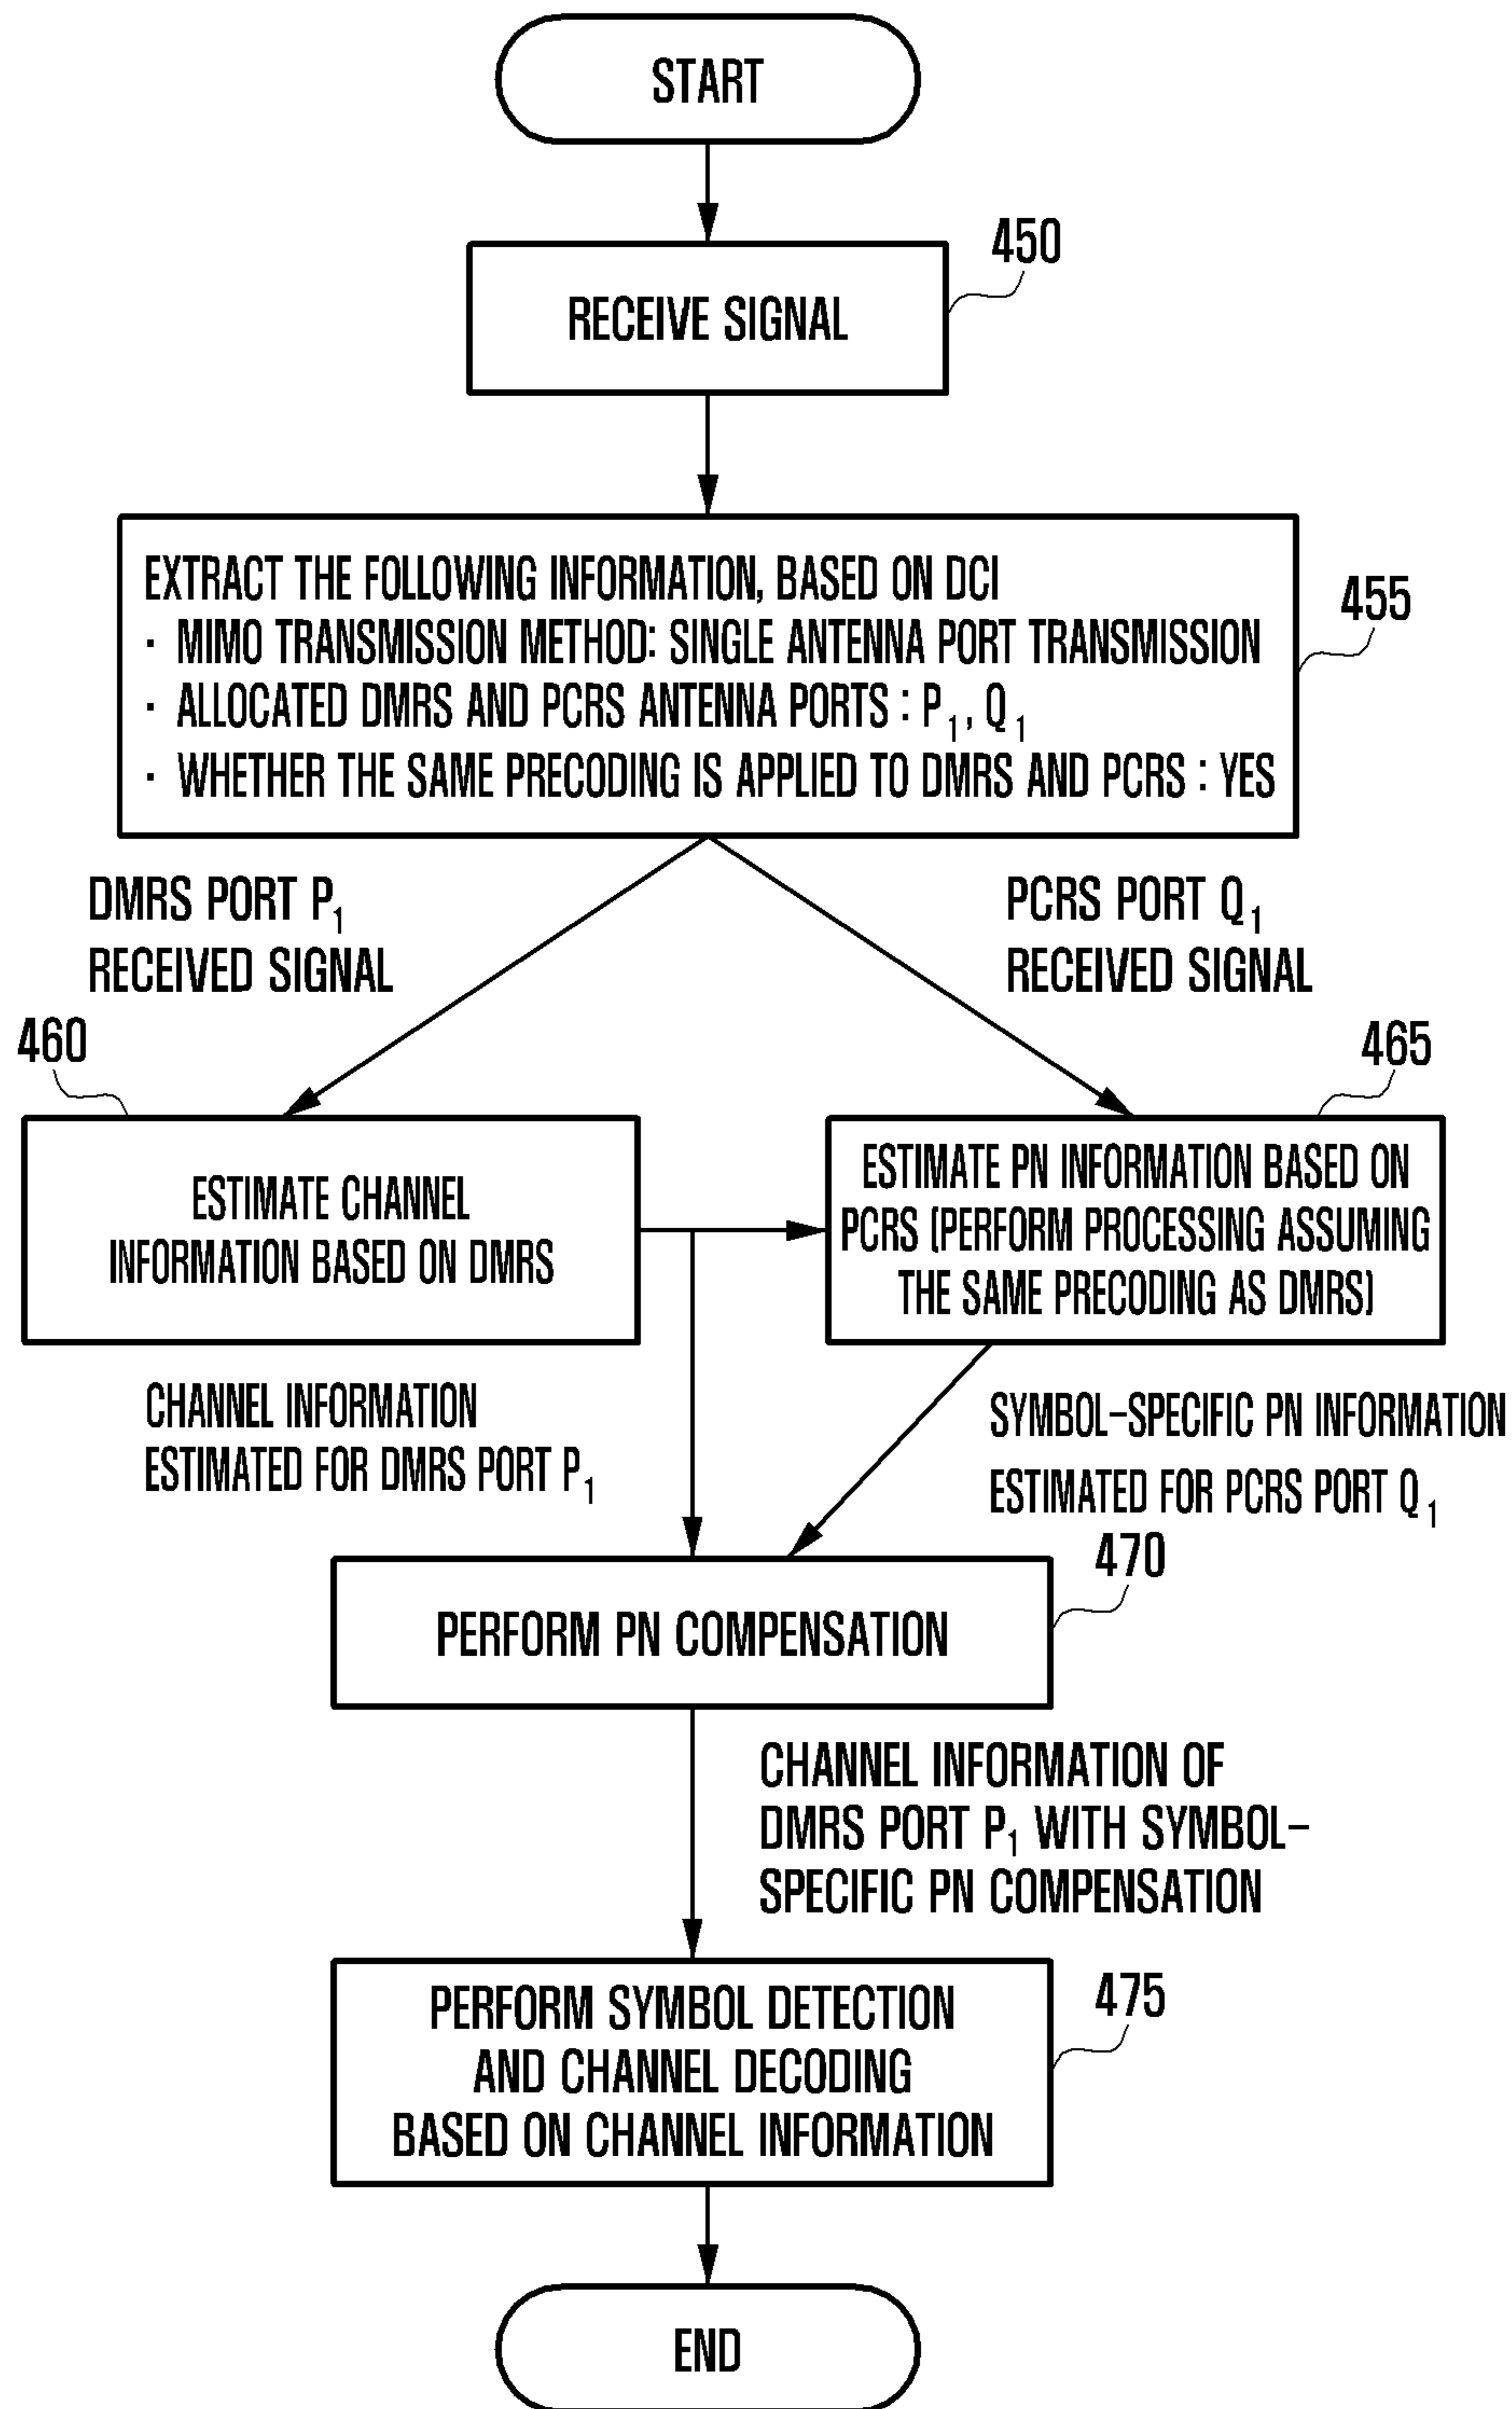 START
450
RECEIVE SIGNAL
EXTRACT THE FOLLOWING INFORMATION, BASED ON DCI
· MIMO TRANSMISSION METHOD: SINGLE ANTENNA PORT TRANSMISSION
· ALLOCATED DMRS AND PCRS ANTENNA PORTS : P₁, Q₁
· WHETHER THE SAME PRECODING IS APPLIED TO DMRS AND PCRS : YES
455
DMRS PORT P₁
RECEIVED SIGNAL
PCRS PORT Q₁
RECEIVED SIGNAL
460
465
ESTIMATE CHANNEL
INFORMATION BASED ON DMRS
ESTIMATE PN INFORMATION BASED ON
PCRS (PERFORM PROCESSING ASSUMING
THE SAME PRECODING AS DMRS)
CHANNEL INFORMATION
ESTIMATED FOR DMRS PORT P₁
SYMBOL-SPECIFIC PN INFORMATION
ESTIMATED FOR PCRS PORT Q₁
470
PERFORM PN COMPENSATION
CHANNEL INFORMATION OF
DMRS PORT P₁ WITH SYMBOL-
SPECIFIC PN COMPENSATION
475
PERFORM SYMBOL DETECTION
AND CHANNEL DECODING
BASED ON CHANNEL INFORMATION
END